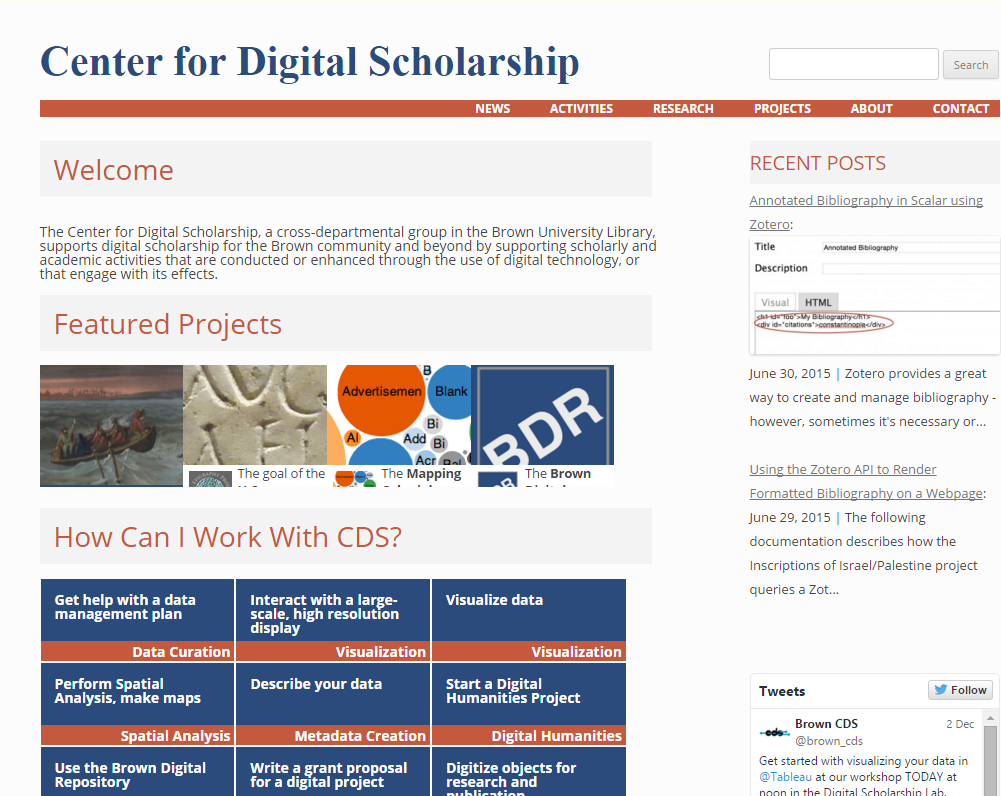 Center for Digital Scholarship
Search
NEWS ACTIVITIES RESEARCH PROJECTS ABOUT CONTACT
Welcome
The Center for Digital Scholarship, a cross-departmental group in the Brown University Library,
supports digital scholarship for the Brown community and beyond by supporting scholarly and
academic activities that are conducted or enhanced through the use of digital technology, or
that engage with its effects.
Featured Projects
Advertisemen
B
Blank
Bi
Al
Add
Bi
Acr
BDR
The goal of the
The Mapping
The Brown
How Can I Work With CDS?
Get help with a data
management plan
Data Curation
Interact with a large-
scale, high resolution
display
Visualization
Visualize data
Visualization
Perform Spatial
Analysis, make maps
Spatial Analysis
Describe your data
Metadata Creation
Start a Digital
Humanities Project
Digital Humanities
Use the Brown Digital
Repository
Write a grant proposal
for a digital project
Digitize objects for
research and
publication
RECENT POSTS
Annotated Bibliography in Scalar using
Zotero:
Title Annotated Bibliography
Description
Visual HTML
<h1 id="foo">My Bibliography</h1>
<div id="citations">constantinople</div>
June 30, 2015 | Zotero provides a great
way to create and manage bibliography -
however, sometimes it's necessary or...
Using the Zotero API to Render
Formatted Bibliography on a Webpage:
June 29, 2015 | The following
documentation describes how the
Inscriptions of Israel/Palestine project
queries a Zot...
Tweets
Follow
cds
Brown CDS 2 Dec
@brown_cds
Get started with visualizing your data in
@Tableau at our workshop TODAY at
noon in the Digital Scholarship Lab.